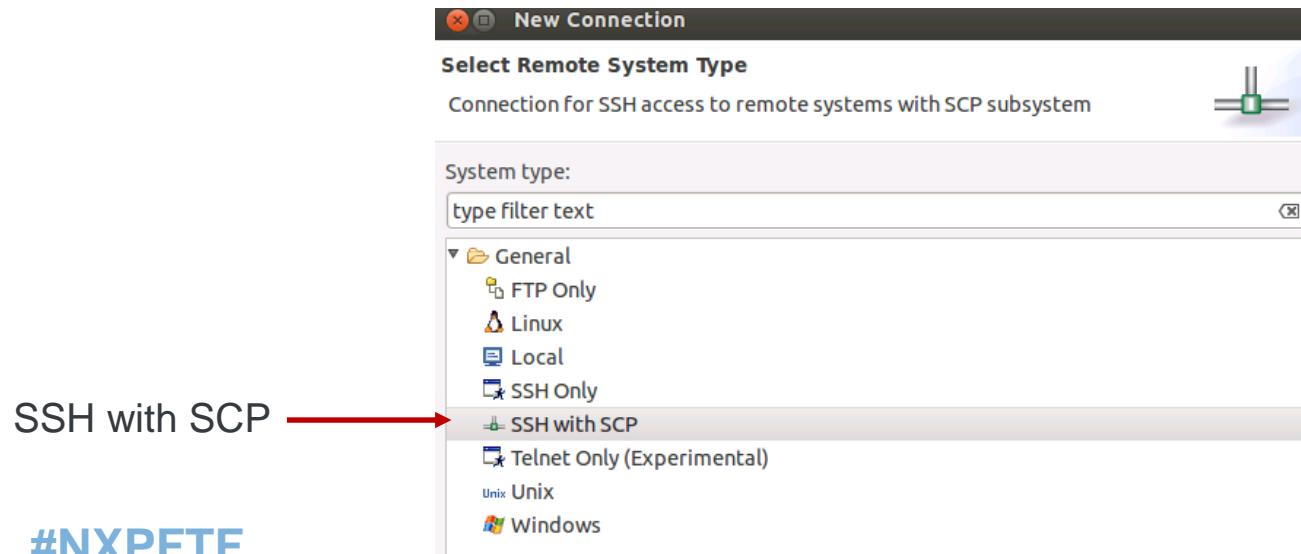 New Connection
Select Remote System Type
Connection for SSH access to remote systems with SCP subsystem
System type:
type filter text
General
FTP Only
Linux
Local
SSH Only
SSH with SCP
SSH with SCP
Telnet Only (Experimental)
Unix Unix
Windows
#NXPFTF